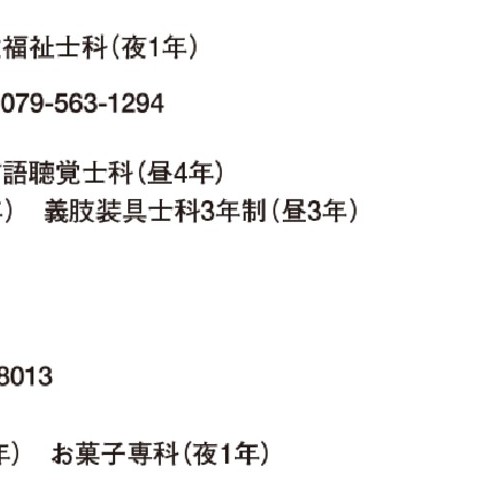 福祉士科（夜1年）
079-563-1294
語聴覚士科（昼4年）
年）　義肢装具士科3年制（昼3年）
8013
年）　お菓子専科（夜1年）